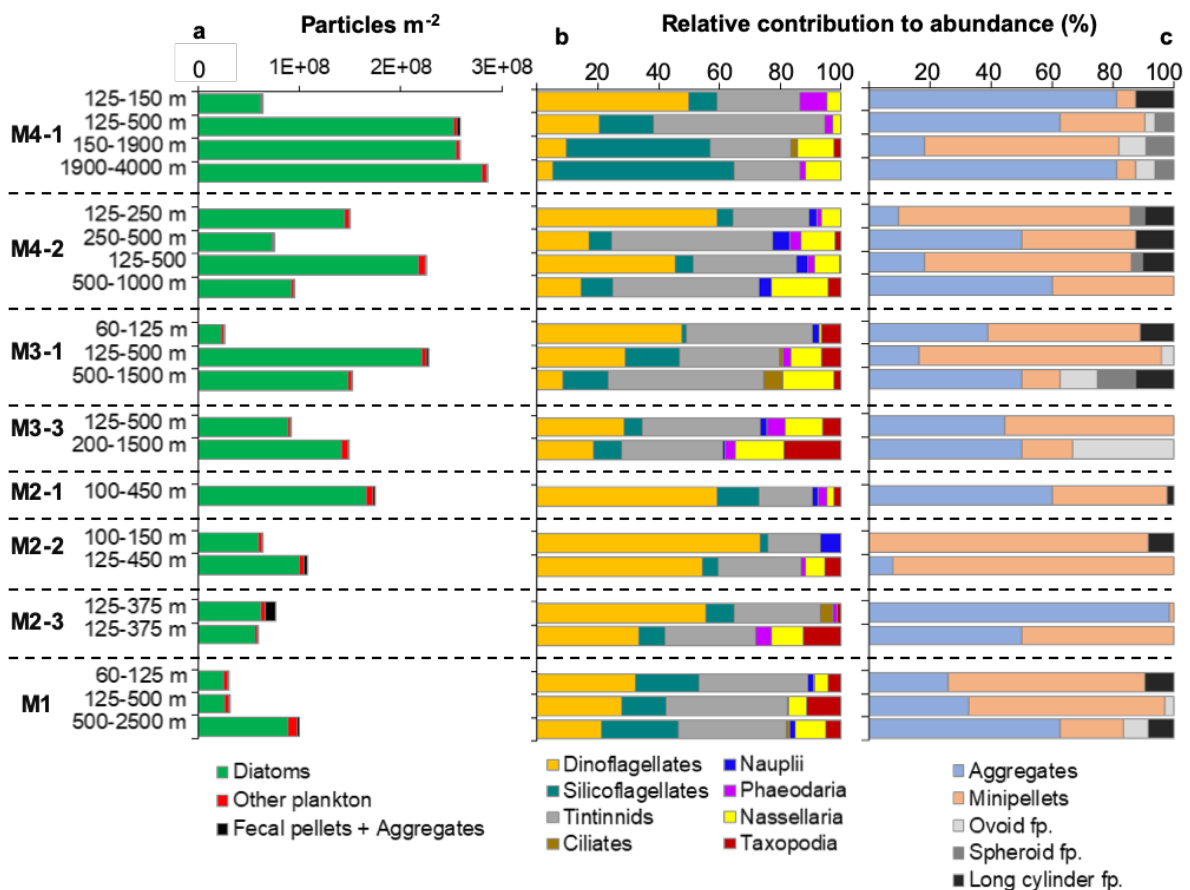 a
Particles m-2
0
1E+08
2E+08
3E+08
b
Relative contribution to abundance (%)
c
20 40 60 80 100
20 40 60 80 100
M4-1
125-150 m
125-500 m
150-1900 m
1900-4000 m
M4-2
125-250 m
250-500 m
125-500
500-1000 m
M3-1
60-125 m
125-500 m
500-1500 m
M3-3
125-500 m
200-1500 m
M2-1
100-450 m
M2-2
100-150 m
125-450 m
M2-3
125-375 m
125-375 m
M1
60-125 m
125-500 m
500-2500 m
Diatoms
Other plankton
Fecal pellets + Aggregates
Dinoflagellates
Silicoflagellates
Tintinnids
Ciliates
Nauplii
Phaeodaria
Nassellaria
Taxopodia
Aggregates
Minipellets
Ovoid fp.
Spheroid fp.
Long cylinder fp.